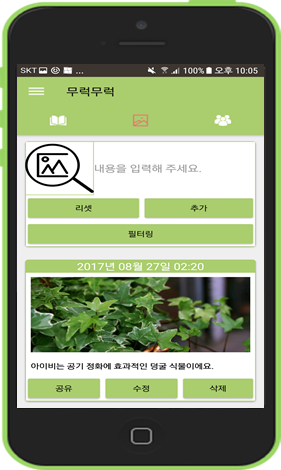 SKT ... 100% 오후 10:05
무럭무럭
내용을 입력해 주세요.
리셋 추가
필터링
2017년 08월 27일 02:20
아이비는 공기 정화에 효과적인 덩굴 식물이에요.
공유 수정 삭제